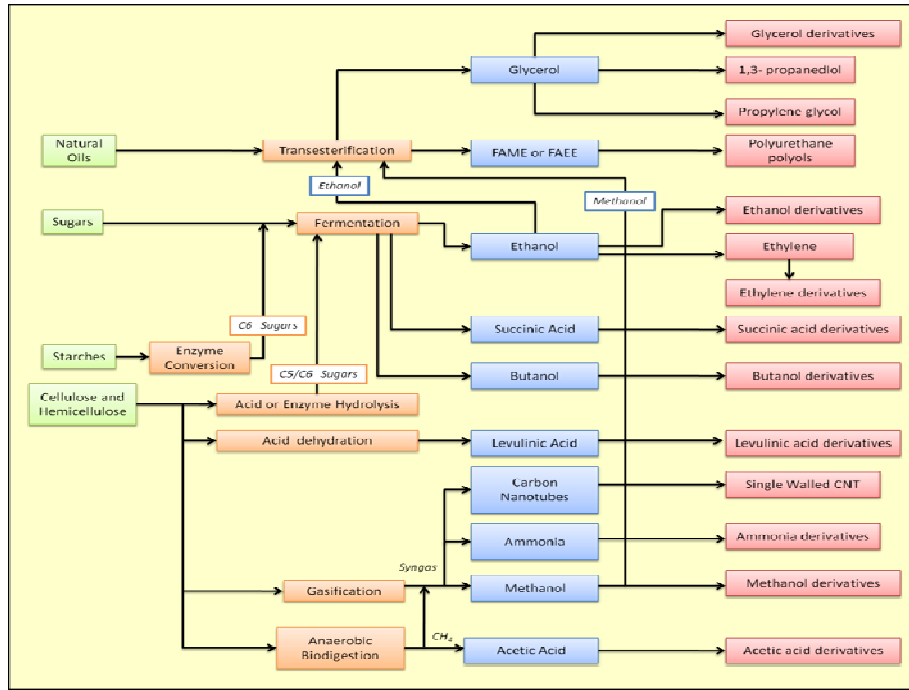 Glycerol derivatives
Glycerol
1,3- propanediol
Propylene glycol
Natural
Oils
Transesterification
FAME or FAEE
Polyurethane
polyols
Ethanol
Methanol
Ethanol derivatives
Sugars
Fermentation
Ethanol
Ethylene
Ethylene derivatives
C6 Sugars
Succinic Acid
Succinic acid derivatives
Starches
Enzyme
Conversion
C5/C6 Sugars
Butanol
Butanol derivatives
Cellulose and
Hemicellulose
Acid or Enzyme Hydrolysis
Acid dehydration
Levulinic Acid
Levulinic acid derivatives
Carbon
Nanotubes
Single Walled CNT
Ammonia
Ammonia derivatives
Syngas
Gasification
Methanol
Methanol derivatives
Anaerobic
Biodigestion
CH₄
Acetic Acid
Acetic acid derivatives